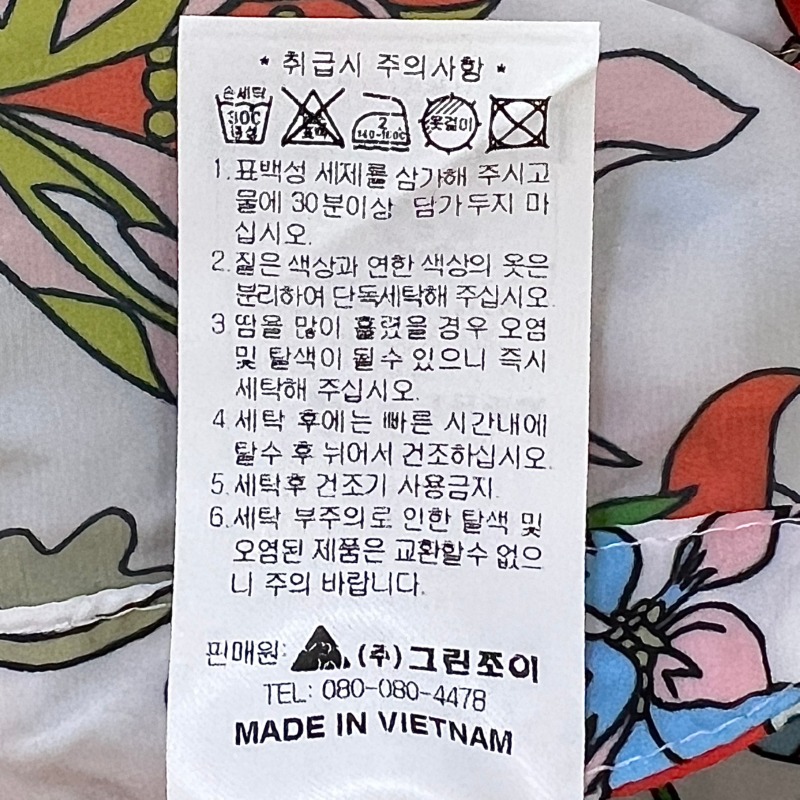 * 취급시 주의사항 *
손세탁
30℃
중성
표백
2
140-160℃
옷걸이
1. 표백성 세제를 삼가해 주시고
물에 30분이상 담가두지 마
십시오.
2. 짙은 색상과 연한 색상의 옷은
분리하여 단독세탁해 주십시오.
3 땀을 많이 흘렸을 경우 오염
및 탈색이 될수 있으니 즉시
세탁해 주십시오.
4 세탁 후에는 빠른 시간내에
탈수 후 뉘어서 건조하십시오.
5. 세탁후 건조기 사용금지.
6. 세탁 부주의로 인한 탈색 및
오염된 제품은 교환할수 없으
니 주의 바랍니다.
판매원: (주)그린조이
TEL: 080-080-4478
MADE IN VIETNAM